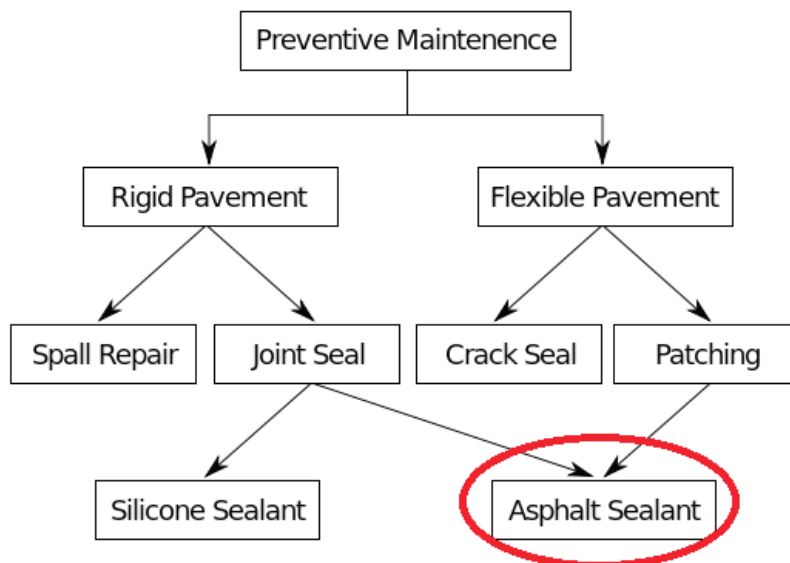 Preventive Maintenence
Rigid Pavement
Flexible Pavement
Spall Repair
Joint Seal
Crack Seal
Patching
Silicone Sealant
Asphalt Sealant